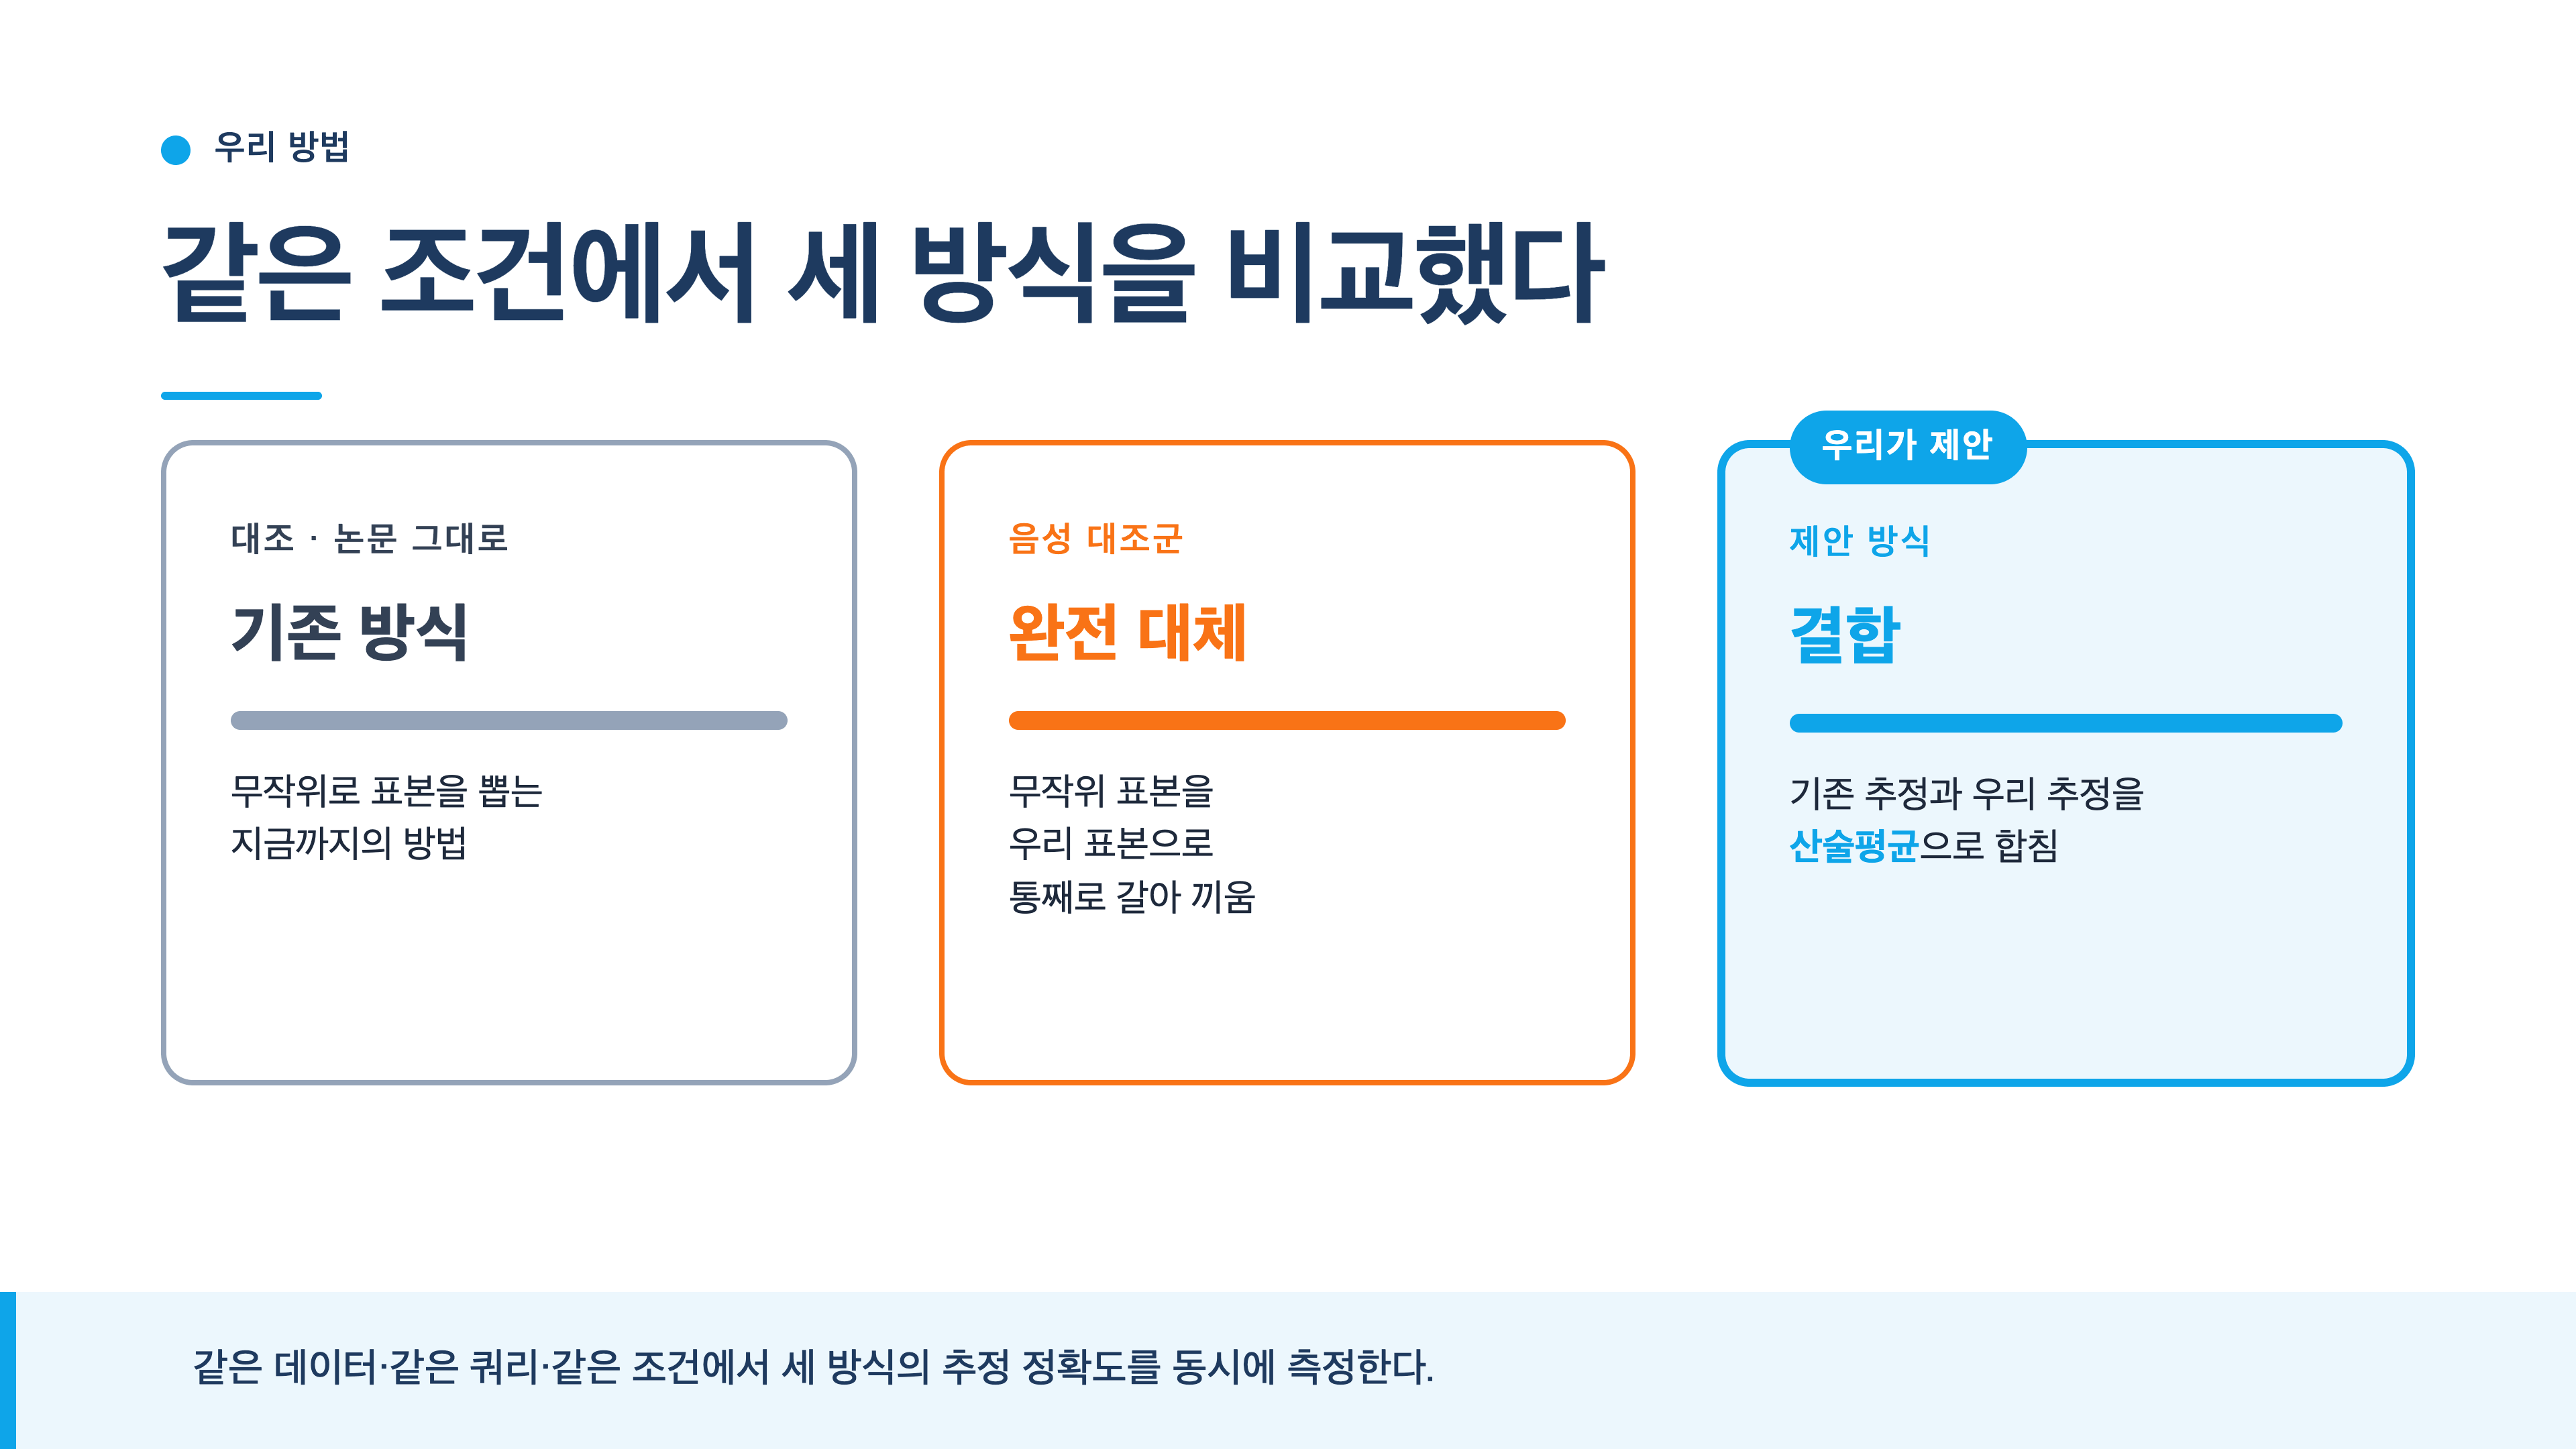 우리 방법
같은 조건에서 세 방식을 비교했다
대조 · 논문 그대로
기존 방식
무작위로 표본을 뽑는
지금까지의 방법
음성 대조군
완전 대체
무작위 표본을
우리 표본으로
통째로 갈아 끼움
우리가 제안
제안 방식
결합
기존 추정과 우리 추정을
산술평균으로 합침
같은 데이터·같은 쿼리·같은 조건에서 세 방식의 추정 정확도를 동시에 측정한다.